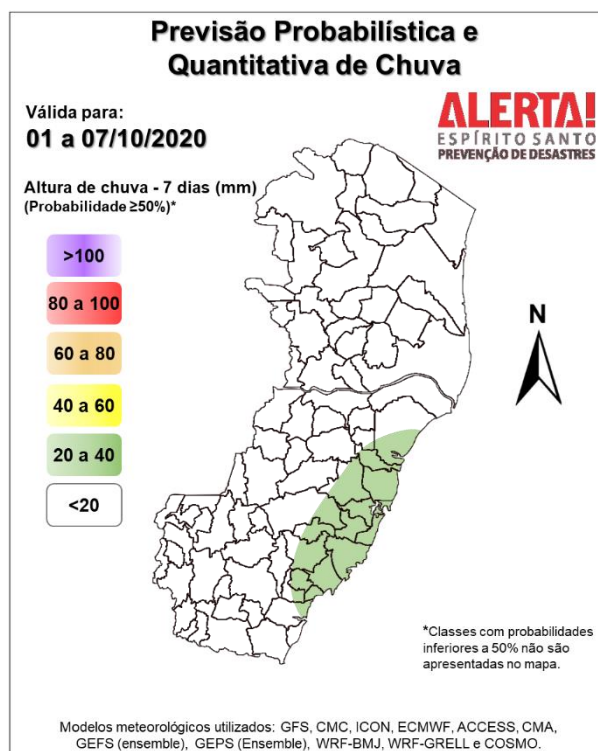 Previsão Probabilística e
Quantitativa de Chuva
Válida para:
01 a 07/10/2020
ALERTA!
ESPÍRITO SANTO
PREVENÇÃO DE DESASTRES
Altura de chuva - 7 dias (mm)
(Probabilidade ≥50%)*
>100
80 a 100
60 a 80
40 a 60
20 a 40
<20
N
*Classes com probabilidades
inferiores a 50% não são
apresentadas no mapa.
Modelos meteorológicos utilizados: GFS, CMC, ICON, ECMWF, ACCESS, CMA,
GEFS (ensemble), GEPS (Ensemble), WRF-BMJ, WRF-GRELL e COSMO.